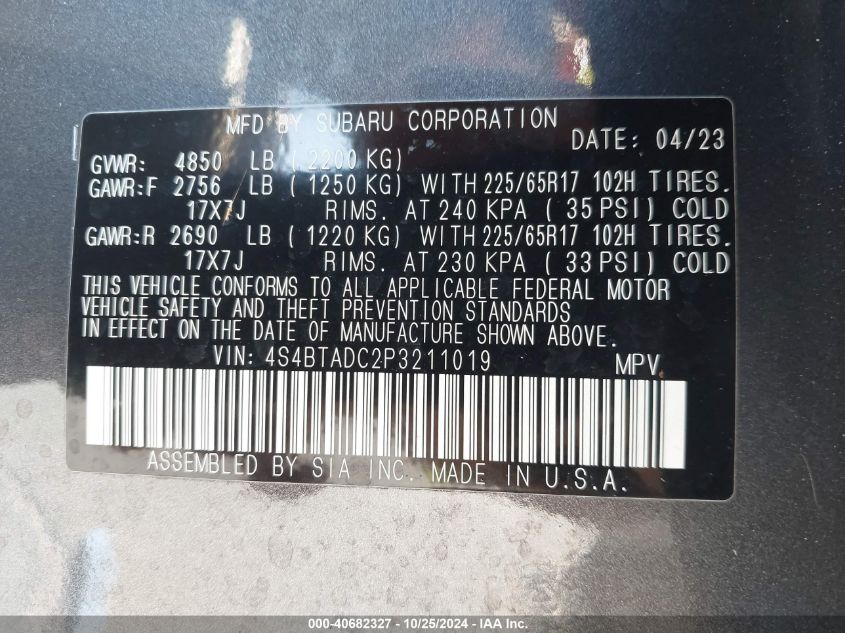 MFD BY SUBARU CORPORATION DATE: 04/23
GVWR: 4850 LB ( 2200 KG)
GAWR:F 2756 LB ( 1250 KG) WITH 225/65R17 102H TIRES.
17X7J RIMS. AT 240 KPA ( 35 PSI) COLD
GAWR:R 2690 LB ( 1220 KG) WITH 225/65R17 102H TIRES.
17X7J RIMS. AT 230 KPA ( 33 PSI) COLD
THIS VEHICLE CONFORMS TO ALL APPLICABLE FEDERAL MOTOR
VEHICLE SAFETY AND THEFT PREVENTION STANDARDS
IN EFFECT ON THE DATE OF MANUFACTURE SHOWN ABOVE.
VIN: 4S4BTADC2P3211019 MPV
ASSEMBLED BY SIA INC. MADE IN U.S.A.
000-40682327 - 10/25/2024 - IAA Inc.